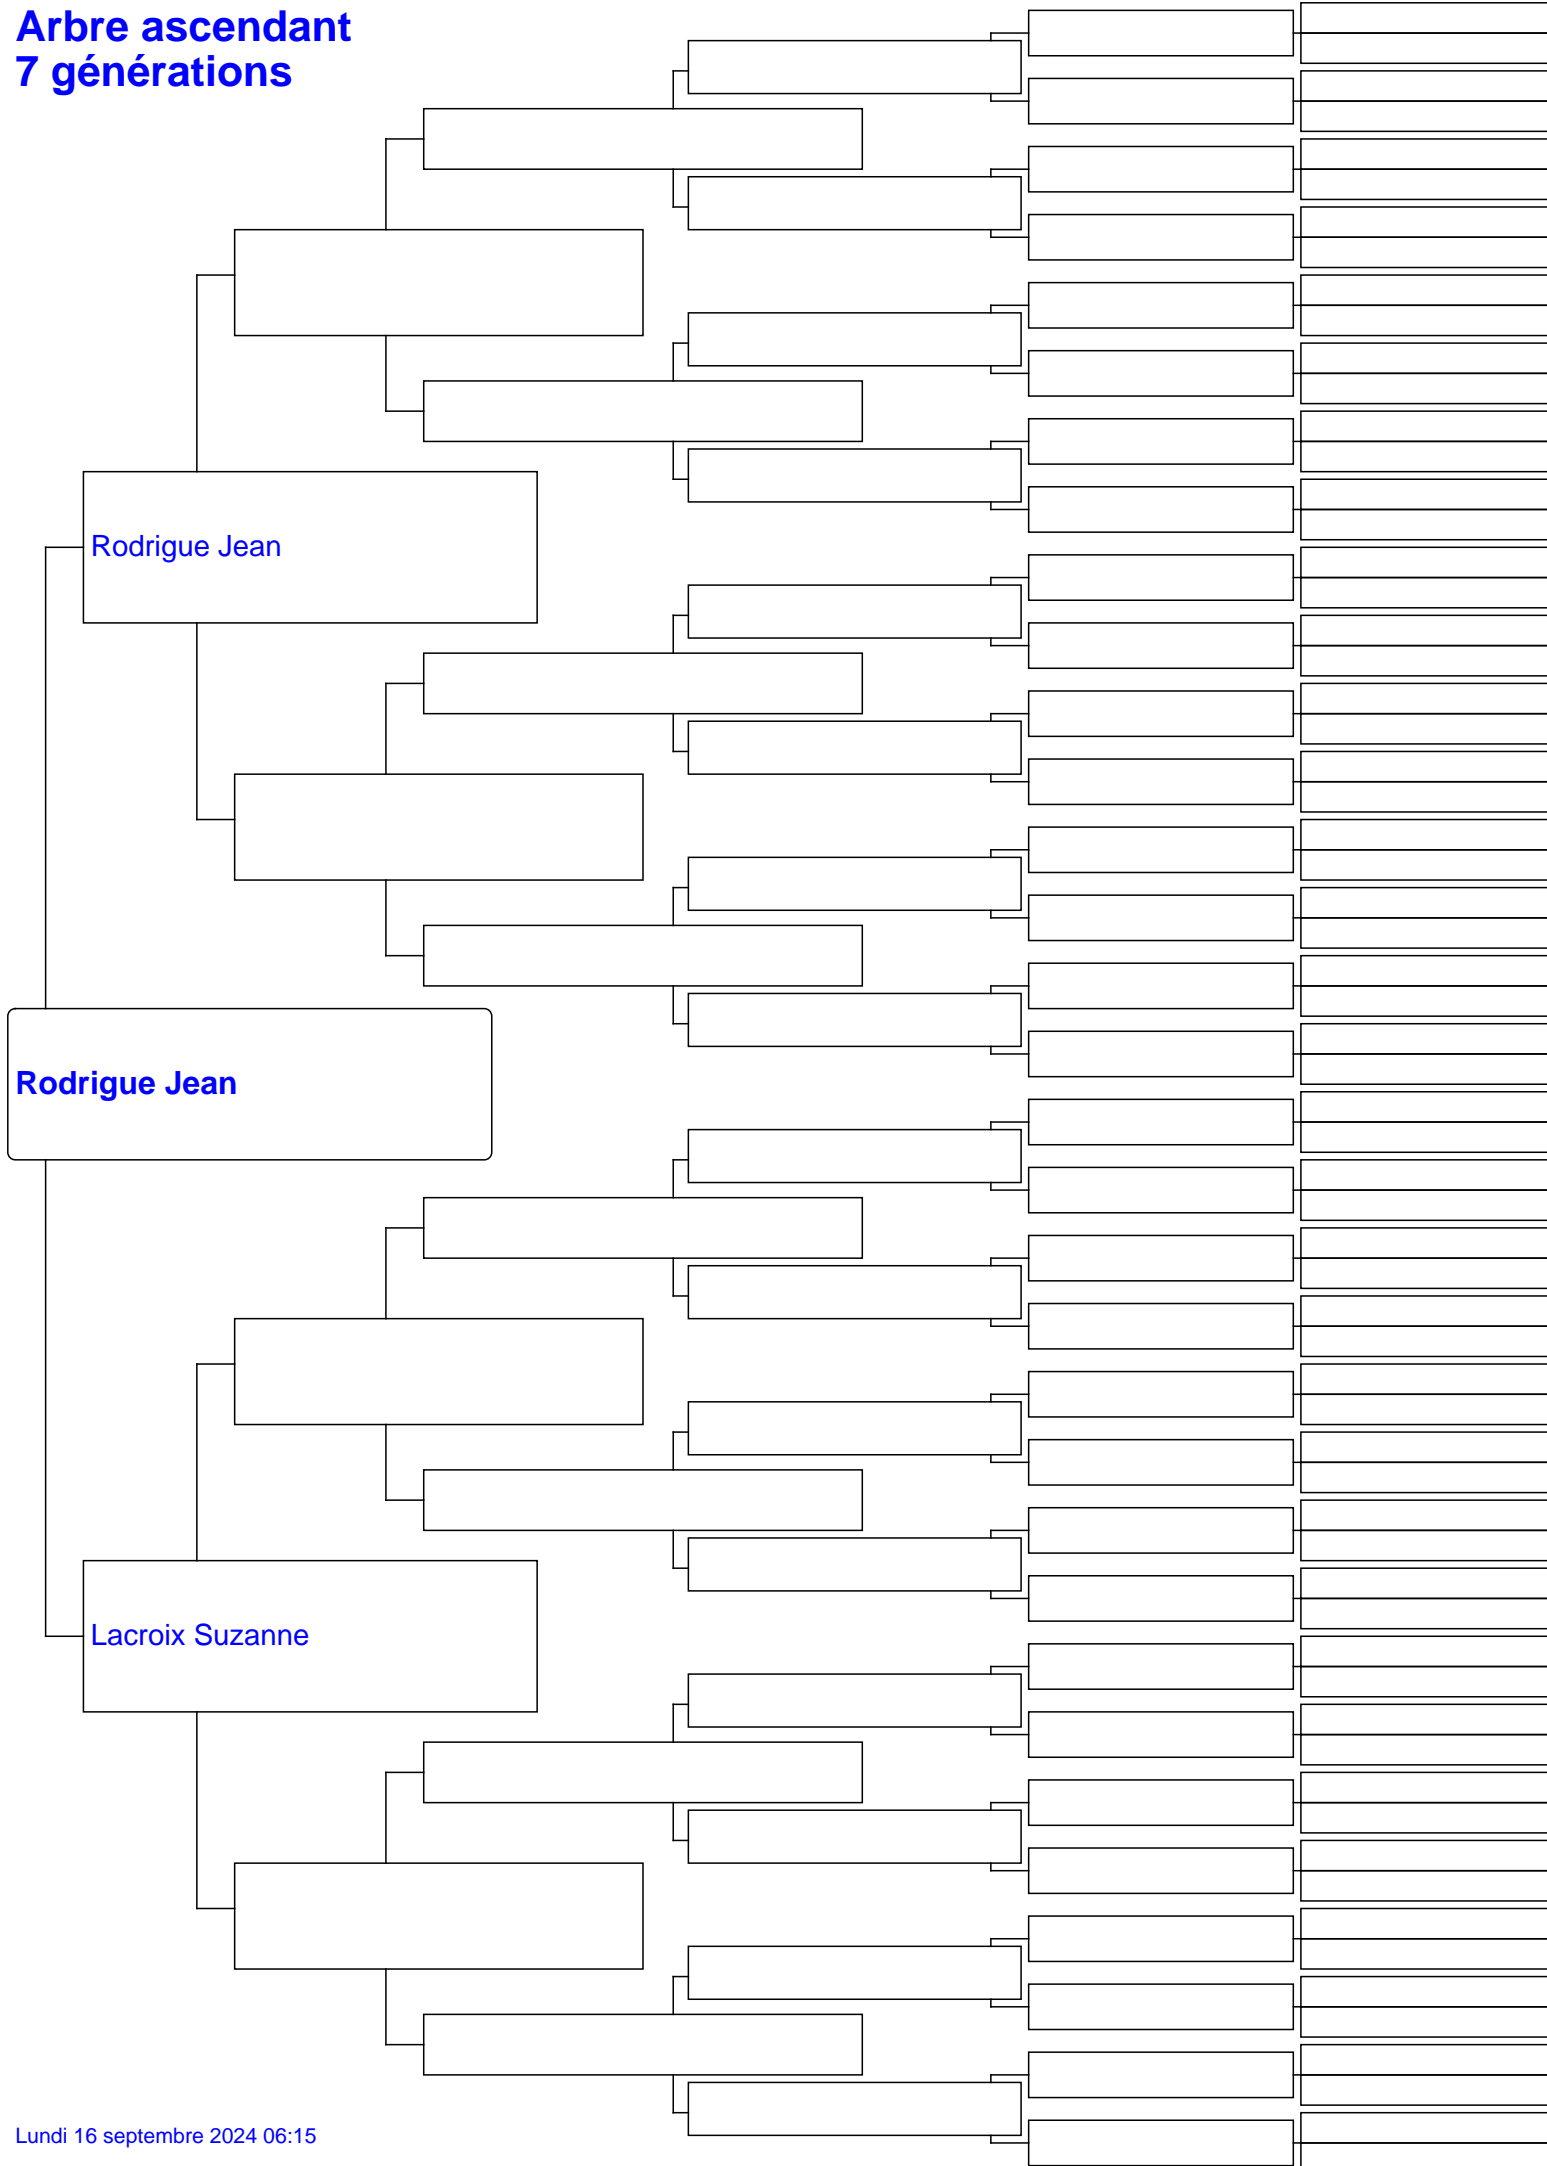 Arbre ascendant
7 générations
Rodrigue Jean
Rodrigue Jean
Lacroix Suzanne
Lundi 16 septembre 2024 06:15